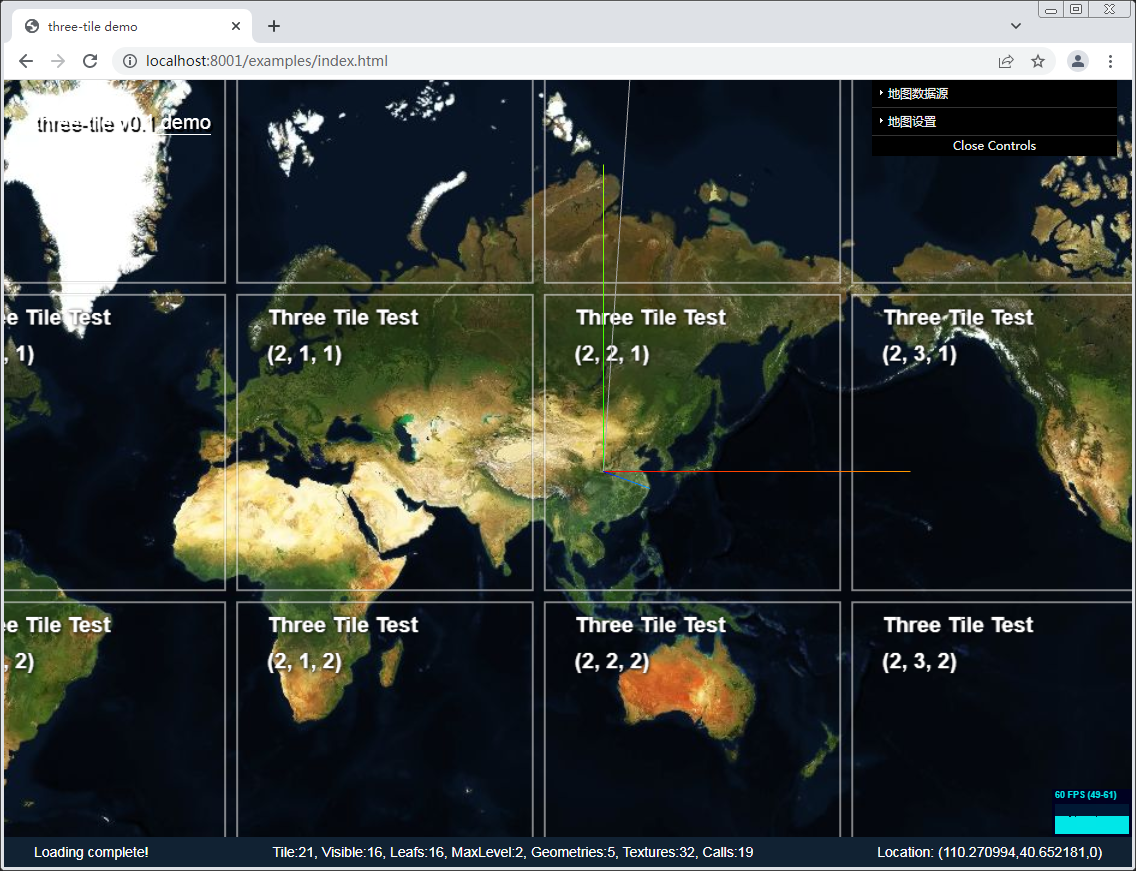 three-tile demo
localhost:8001/examples/index.html
three-tile v0.1 demo
地图数据源
地图设置
Close Controls
e Tile Test
, 1)
Three Tile Test
(2, 1, 1)
Three Tile Test
(2, 2, 1)
Three Tile Test
(2, 3, 1)
e Tile Test
, 2)
Three Tile Test
(2, 1, 2)
Three Tile Test
(2, 2, 2)
Three Tile Test
(2, 3, 2)
60 FPS (49-61)
Loading complete!
Tile:21, Visible:16, Leafs:16, MaxLevel:2, Geometries:5, Textures:32, Calls:19
Location: (110.270994,40.652181,0)